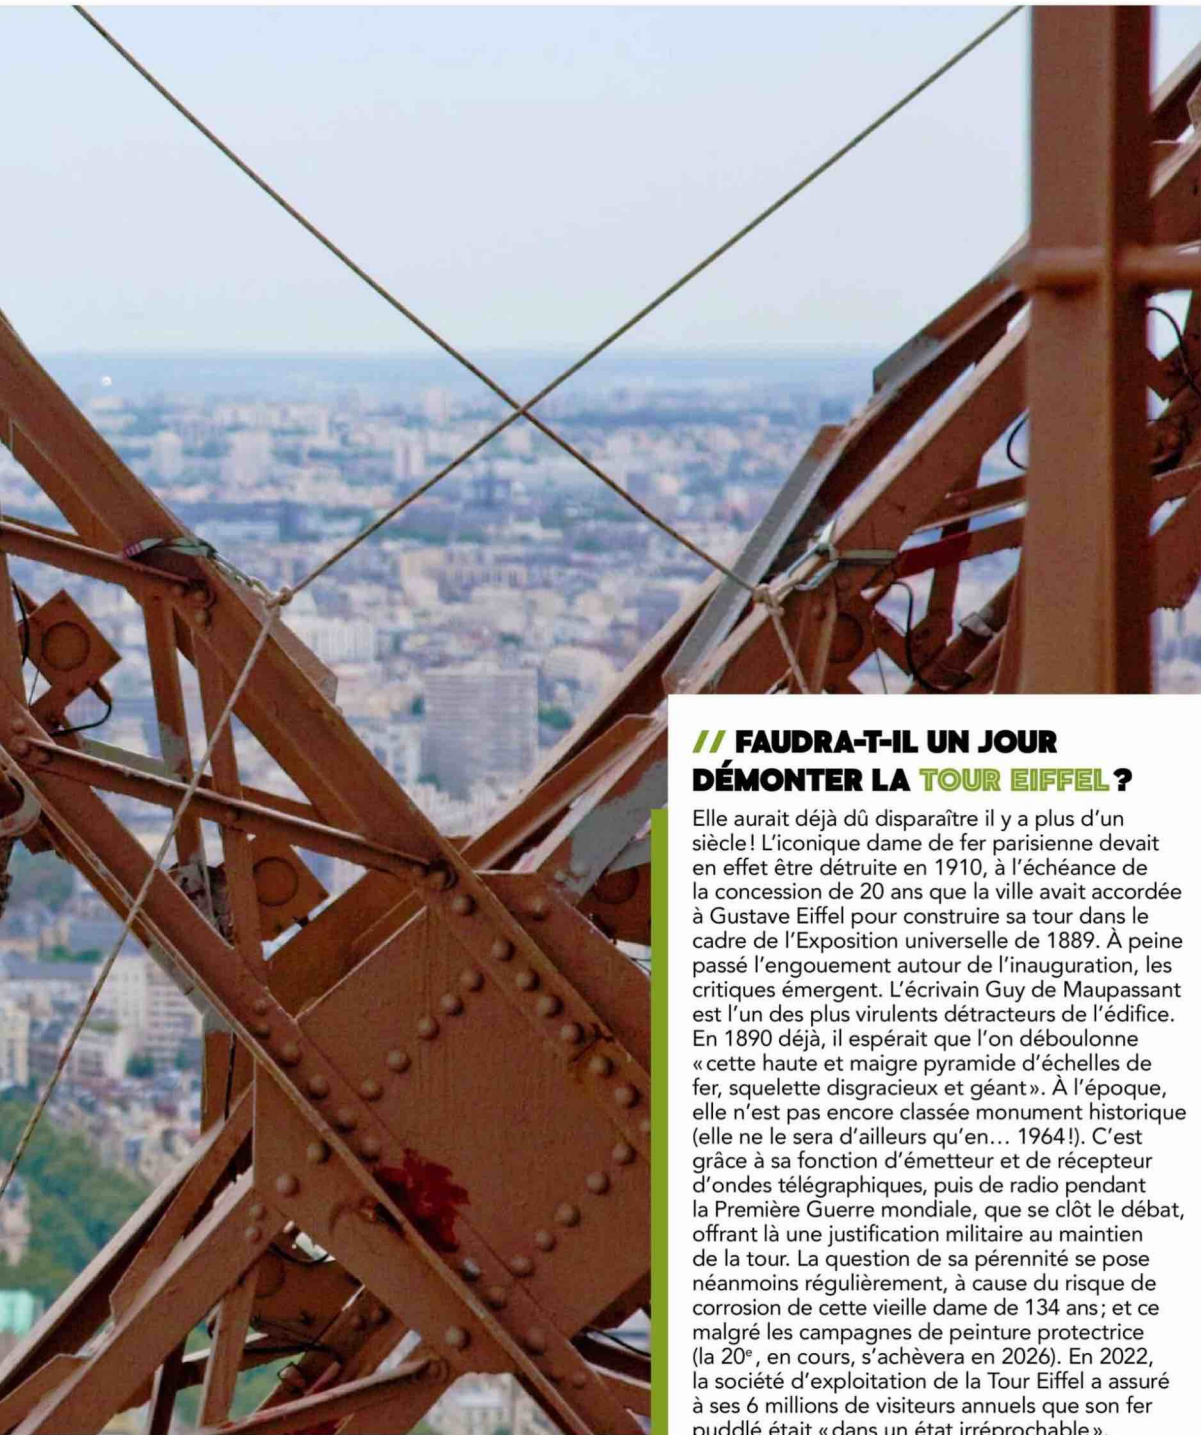 // FAUDRA-T-IL UN JOUR
DÉMONTER LA TOUR EIFFEL ?
Elle aurait déjà dû disparaître il y a plus d'un
siècle! L'iconique dame de fer parisienne devait
en effet être détruite en 1910, à l'échéance de
la concession de 20 ans que la ville avait accordée
à Gustave Eiffel pour construire sa tour dans le
cadre de l'Exposition universelle de 1889. À peine
passé l'engouement autour de l'inauguration, les
critiques émergent. L'écrivain Guy de Maupassant
est l'un des plus virulents détracteurs de l'édifice.
En 1890 déjà, il espérait que l'on déboulonne
«cette haute et maigre pyramide d'échelles de
fer, squelette disgracieux et géant». À l'époque,
elle n'est pas encore classée monument historique
(elle ne le sera d'ailleurs qu'en... 1964!). C'est
grâce à sa fonction d'émetteur et de récepteur
d'ondes télégraphiques, puis de radio pendant
la Première Guerre mondiale, que se clôt le débat,
offrant là une justification militaire au maintien
de la tour. La question de sa pérennité se pose
néanmoins régulièrement, à cause du risque de
corrosion de cette vieille dame de 134 ans; et ce
malgré les campagnes de peinture protectrice
(la 20e, en cours, s'achèvera en 2026). En 2022,
la société d'exploitation de la Tour Eiffel a assuré
à ses 6 millions de visiteurs annuels que son fer
puddlé était «dans un état irréprochable».